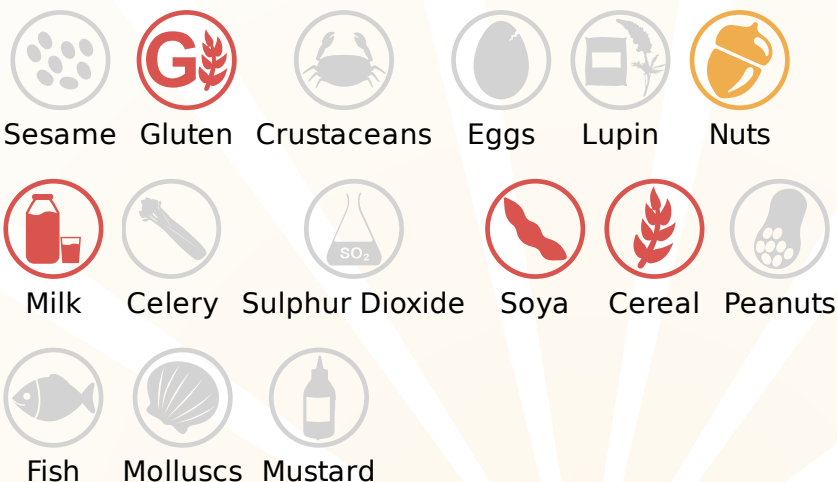 G
Sesame Gluten Crustaceans Eggs Lupin Nuts
SO₂
Milk Celery Sulphur Dioxide Soya Cereal Peanuts
Fish Molluscs Mustard